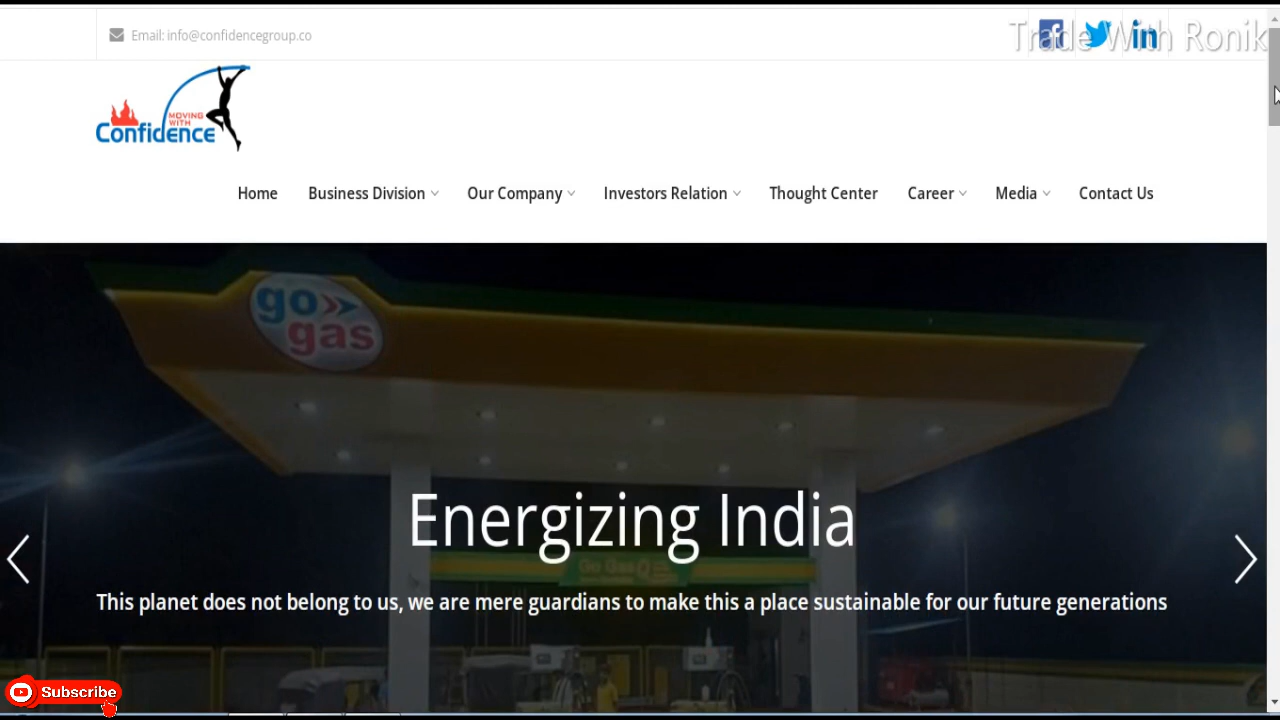 Email: info@confidencegroup.co
Trade With Ronik
MOVING
WITH
Confidence
Home Business Division Our Company Investors Relation Thought Center Career Media Contact Us
go
gas
Energizing India
Go Gas
This planet does not belong to us, we are mere guardians to make this a place sustainable for our future generations
Subscribe